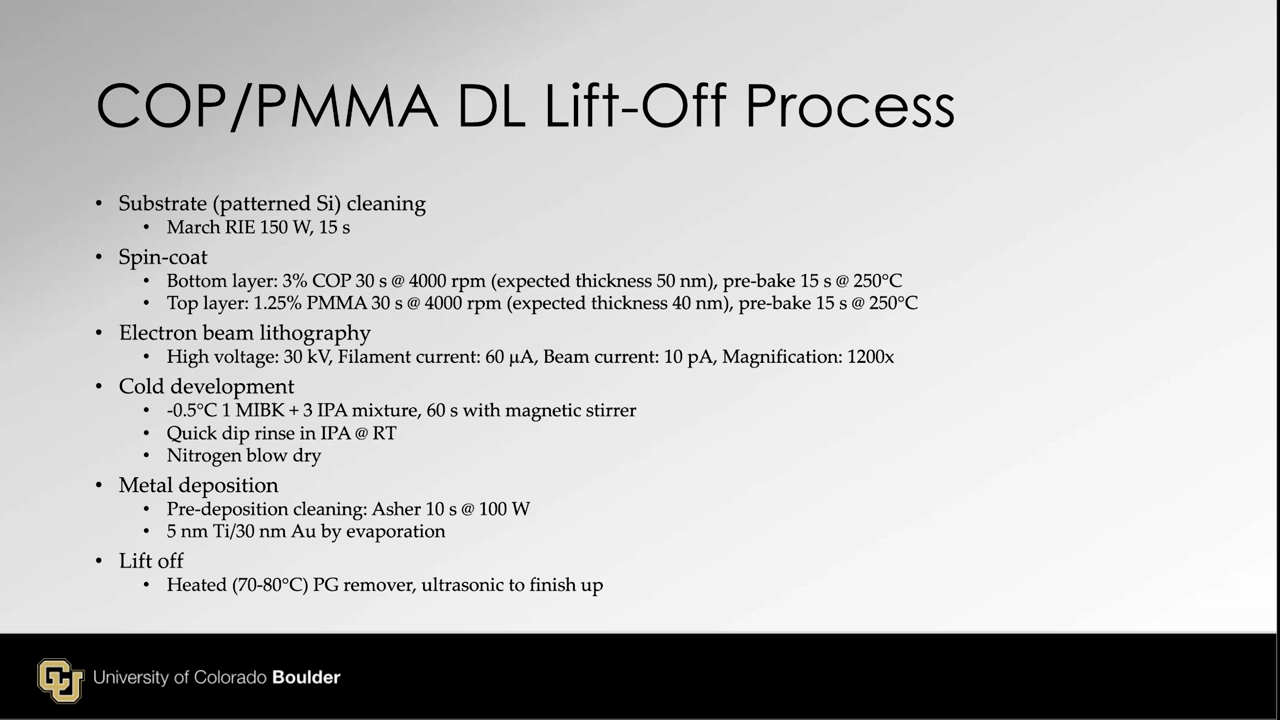 COP/PMMA DL Lift-Off Process
• Substrate (patterned Si) cleaning
• March RIE 150 W, 15 s
• Spin-coat
• Bottom layer: 3% COP 30 s @ 4000 rpm (expected thickness 50 nm), pre-bake 15 s @ 250°C
• Top layer: 1.25% PMMA 30 s @ 4000 rpm (expected thickness 40 nm), pre-bake 15 s @ 250°C
• Electron beam lithography
• High voltage: 30 kV, Filament current: 60 µA, Beam current: 10 pA, Magnification: 1200x
• Cold development
• -0.5°C 1 MIBK + 3 IPA mixture, 60 s with magnetic stirrer
• Quick dip rinse in IPA @ RT
• Nitrogen blow dry
• Metal deposition
• Pre-deposition cleaning: Asher 10 s @ 100 W
• 5 nm Ti/30 nm Au by evaporation
• Lift off
• Heated (70-80°C) PG remover, ultrasonic to finish up
CU University of Colorado Boulder